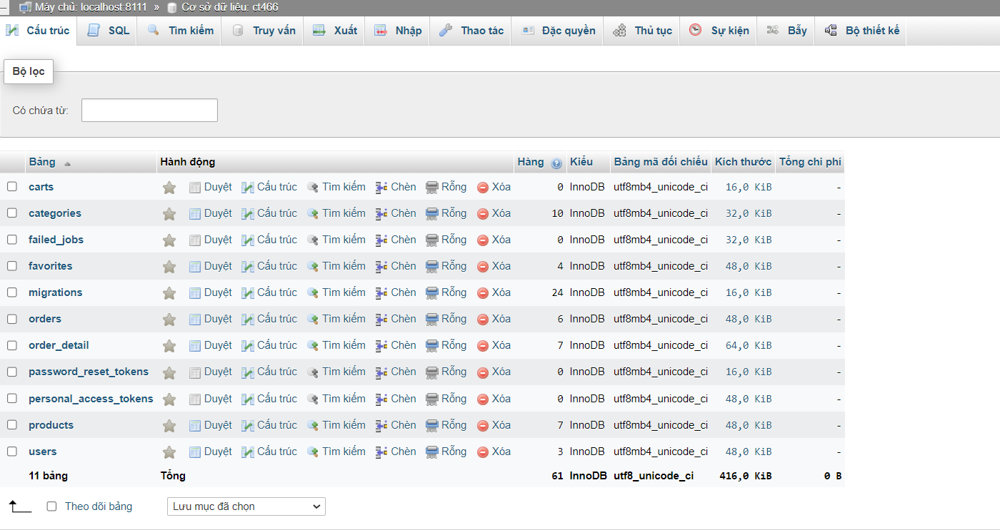 Máy chủ: localhost:8111 » Cơ sở dữ liệu: ct466
Cấu trúc SQL Tìm kiếm Truy vấn Xuất Nhập Thao tác Đặc quyền Thủ tục Sự kiện Bẫy Bộ thiết kế
Bộ lọc
Có chứa từ:
Bảng Hành động Hàng Kiểu Bảng mã đối chiếu Kích thước Tổng chi phí
carts Duyệt Cấu trúc Tìm kiếm Chèn Rỗng Xóa 0 InnoDB utf8mb4_unicode_ci 16,0 KiB -
categories Duyệt Cấu trúc Tìm kiếm Chèn Rỗng Xóa 10 InnoDB utf8mb4_unicode_ci 32,0 KiB -
failed_jobs Duyệt Cấu trúc Tìm kiếm Chèn Rỗng Xóa 0 InnoDB utf8mb4_unicode_ci 32,0 KiB -
favorites Duyệt Cấu trúc Tìm kiếm Chèn Rỗng Xóa 4 InnoDB utf8mb4_unicode_ci 48,0 KiB -
migrations Duyệt Cấu trúc Tìm kiếm Chèn Rỗng Xóa 24 InnoDB utf8mb4_unicode_ci 16,0 KiB -
orders Duyệt Cấu trúc Tìm kiếm Chèn Rỗng Xóa 6 InnoDB utf8mb4_unicode_ci 48,0 KiB -
order_detail Duyệt Cấu trúc Tìm kiếm Chèn Rỗng Xóa 7 InnoDB utf8mb4_unicode_ci 64,0 KiB -
password_reset_tokens Duyệt Cấu trúc Tìm kiếm Chèn Rỗng Xóa 0 InnoDB utf8mb4_unicode_ci 16,0 KiB -
personal_access_tokens Duyệt Cấu trúc Tìm kiếm Chèn Rỗng Xóa 0 InnoDB utf8mb4_unicode_ci 48,0 KiB -
products Duyệt Cấu trúc Tìm kiếm Chèn Rỗng Xóa 7 InnoDB utf8mb4_unicode_ci 48,0 KiB -
users Duyệt Cấu trúc Tìm kiếm Chèn Rỗng Xóa 3 InnoDB utf8mb4_unicode_ci 48,0 KiB -
11 bảng Tổng 61 InnoDB utf8_unicode_ci 416,0 KiB 0 B
Theo dõi bảng Lưu mục đã chọn